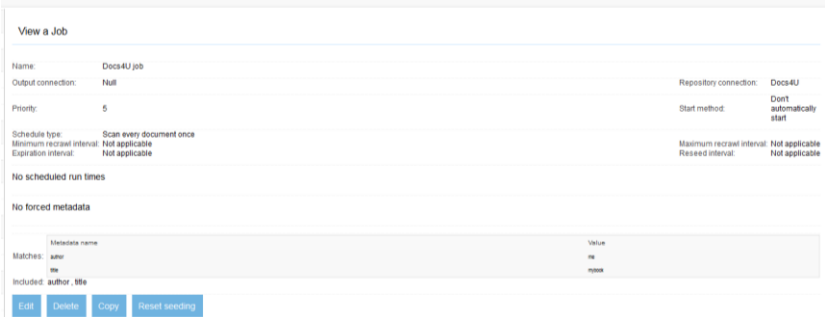 View a Job
Name: Docs4U job
Output connection: Null Repository connection: Docs4U
Priority: 5 Start method: Don't automatically start
Schedule type: Scan every document once
Minimum recrawl interval: Not applicable Maximum recrawl interval: Not applicable
Expiration interval: Not applicable Reseed interval: Not applicable
No scheduled run times
No forced metadata
Metadata name Value
Matches: author me
title mybook
Included: author , title
Edit Delete Copy Reset seeding